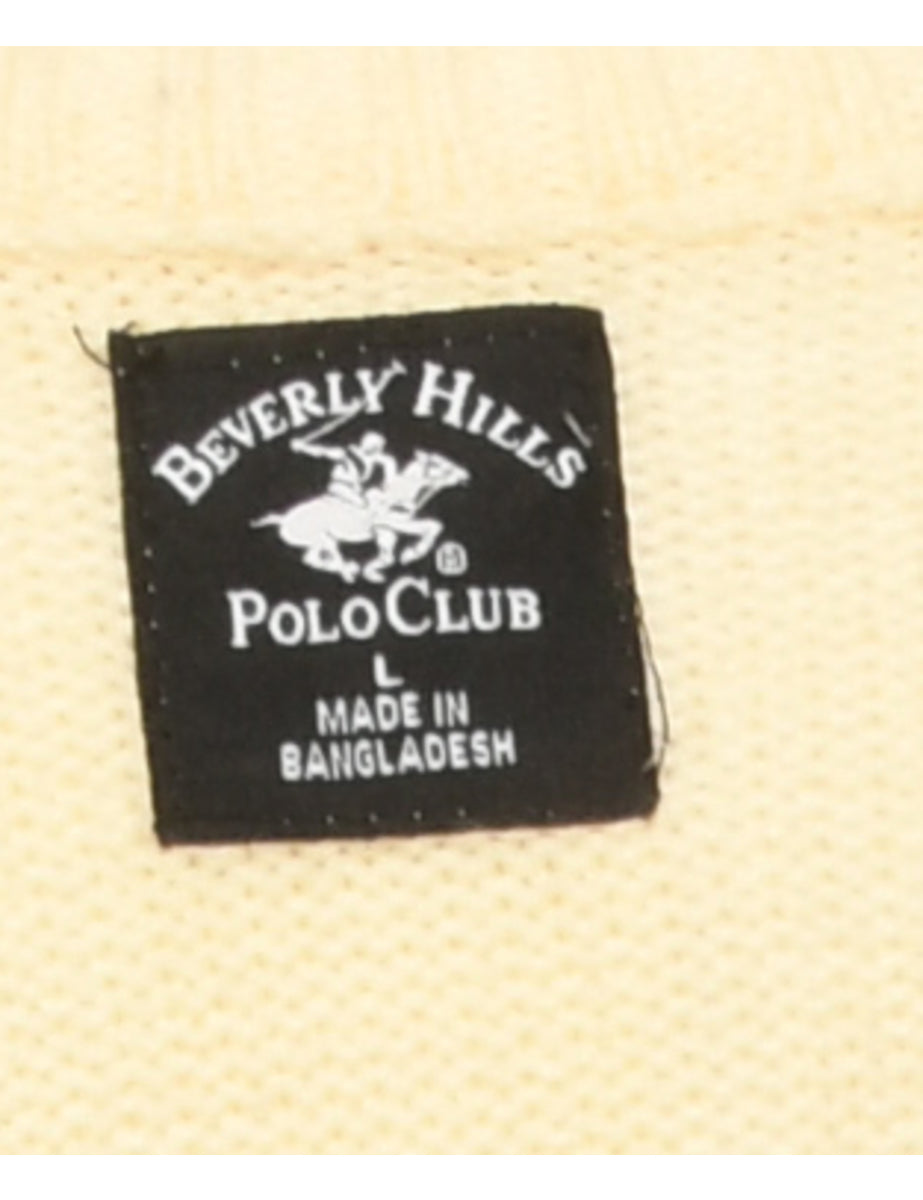 BEVERLY HILLS
POLO CLUB
L
MADE IN
BANGLADESH